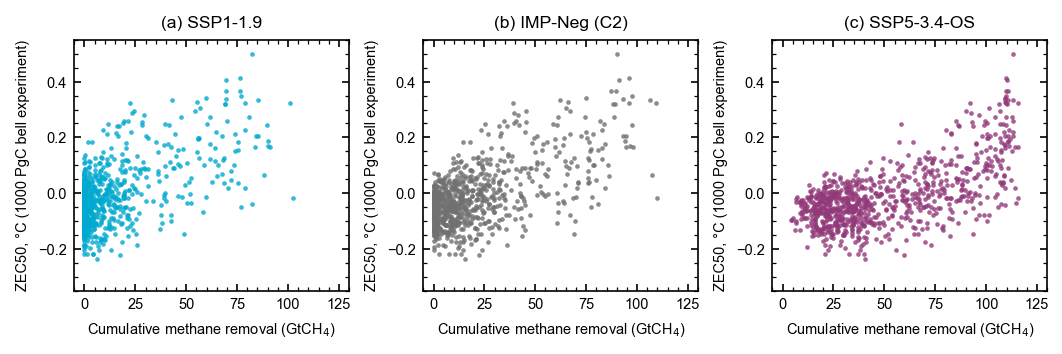 (a) SSP1-1.9
ZEC50, °C (1000 PgC bell experiment)
0.4
0.2
0.0
−0.2
0 25 50 75 100 125
Cumulative methane removal (GtCH₄)
(b) IMP-Neg (C2)
ZEC50, °C (1000 PgC bell experiment)
0.4
0.2
0.0
−0.2
0 25 50 75 100 125
Cumulative methane removal (GtCH₄)
(c) SSP5-3.4-OS
ZEC50, °C (1000 PgC bell experiment)
0.4
0.2
0.0
−0.2
0 25 50 75 100 125
Cumulative methane removal (GtCH₄)